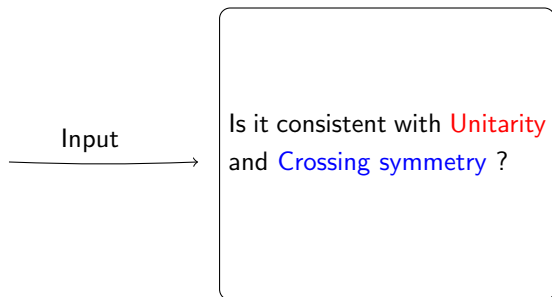 Input
Is it consistent with Unitarity
and Crossing symmetry ?